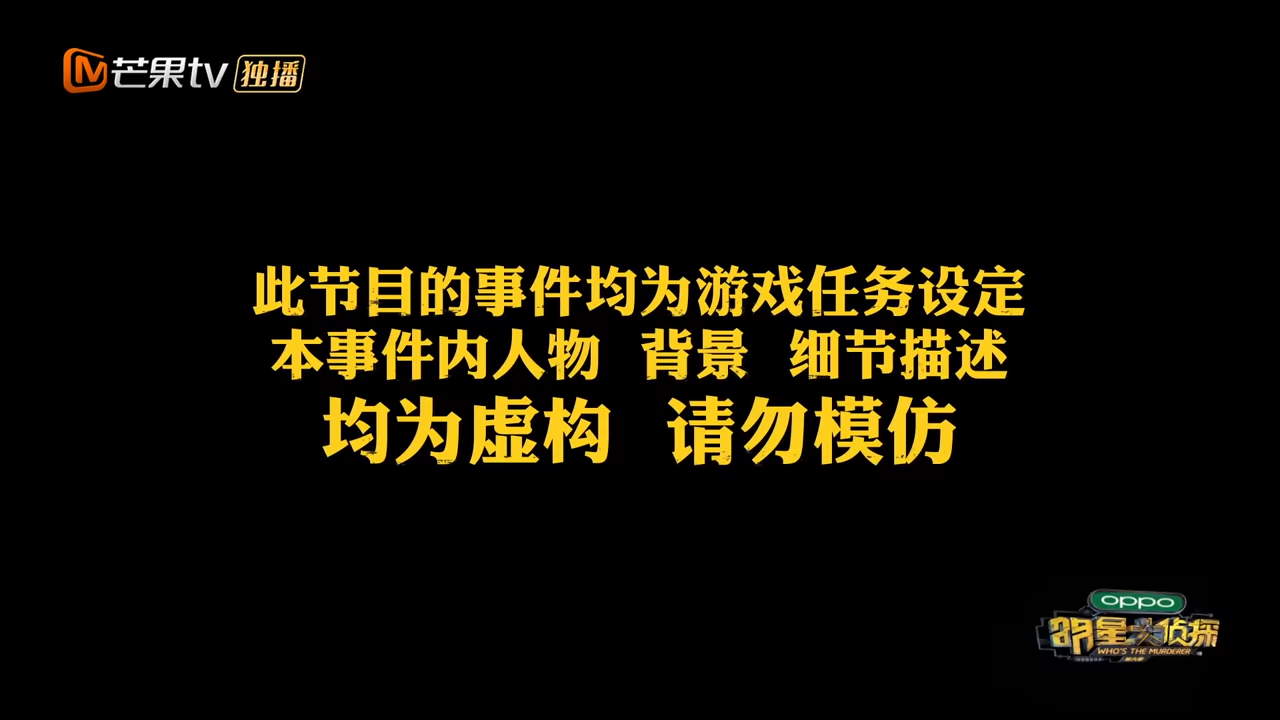 芒果tv 独播
此节目的事件均为游戏任务设定
本事件内人物 背景 细节描述
均为虚构 请勿模仿
oppo
明星大侦探
WHO'S THE MURDERER